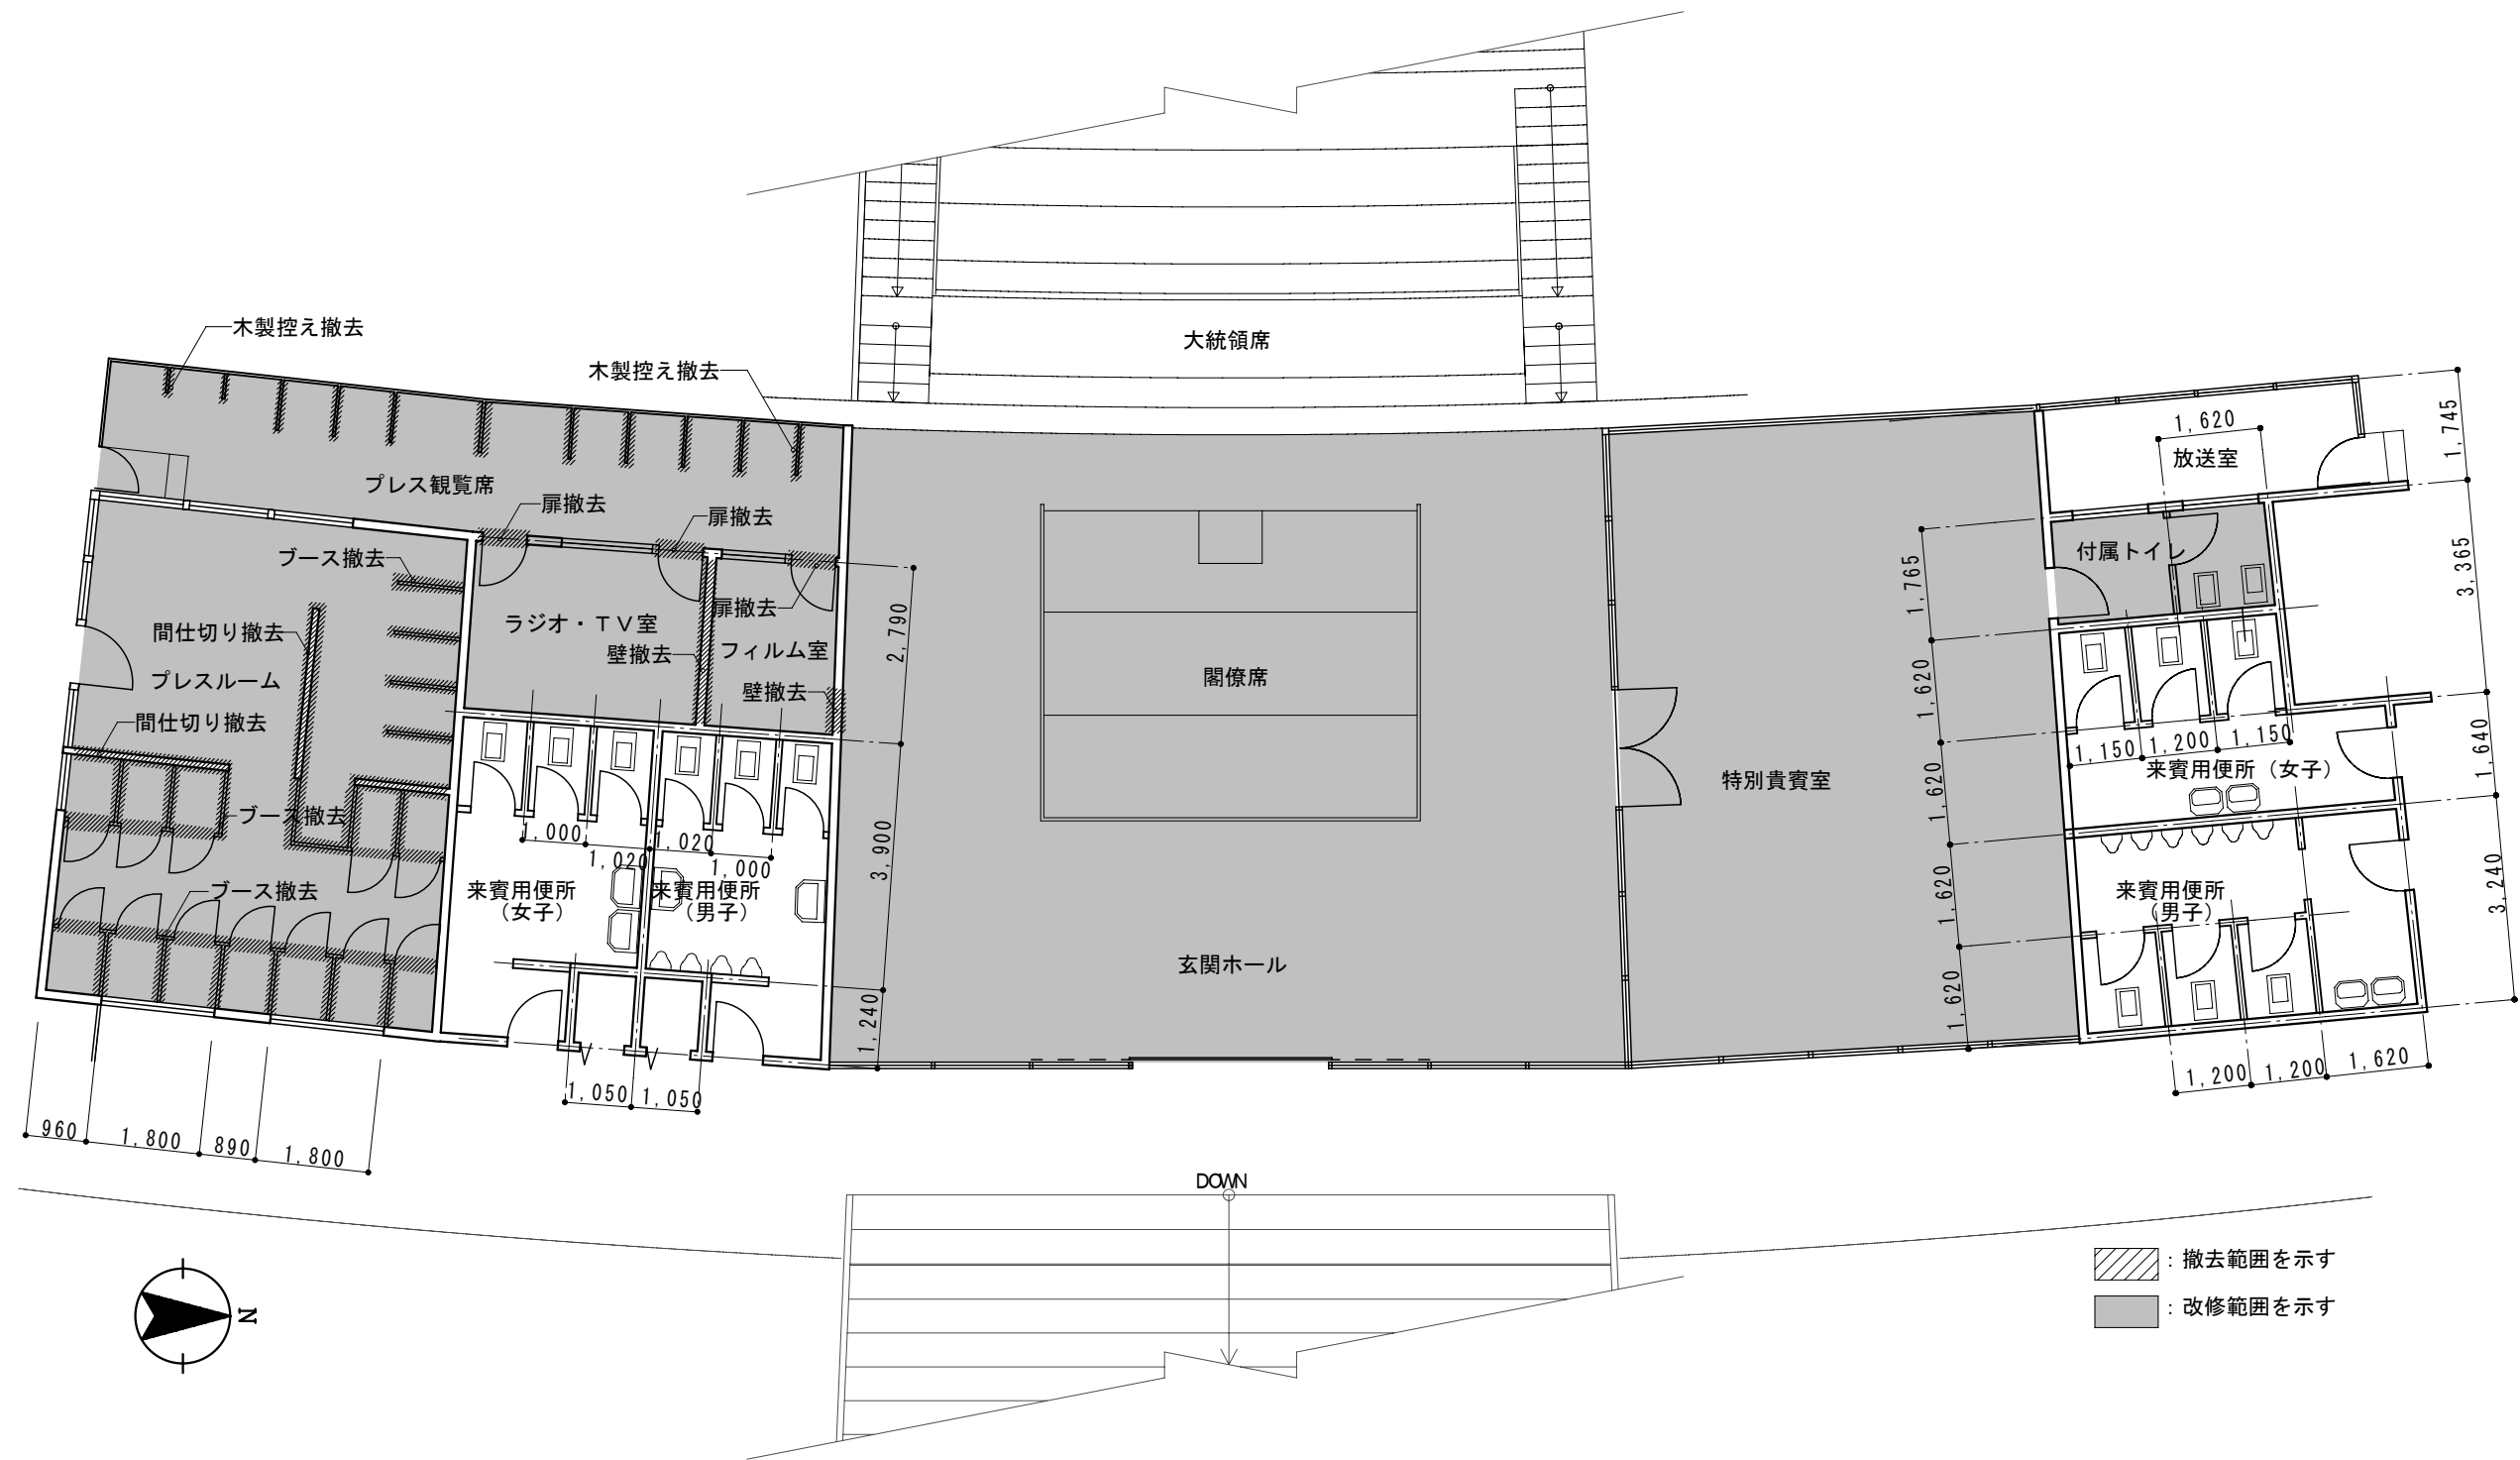 木製控え撤去
木製控え撤去
大統領席
1,745
1,620
放送室
プレス観覧席
扉撤去
扉撤去
ブース撤去
付属トイレ
3,365
1,765
扉撤去
2,790
間仕切り撤去
ラジオ・TV室
壁撤去
フィルム室
プレスルーム
壁撤去
閣僚席
1,620
間仕切り撤去
1,150
1,200
1,150
1,640
来賓用便所（女子）
特別貴賓室
1,620
ブース撤去
1,000
1,020
1,020
1,000
3,900
ブース撤去
来賓用便所
（女子）
来賓用便所
（男子）
1,620
来賓用便所
（男子）
3,240
玄関ホール
1,620
1,240
1,050
1,050
1,200
1,200
1,620
960
1,800
890
1,800
DOWN
N
：撤去範囲を示す
：改修範囲を示す